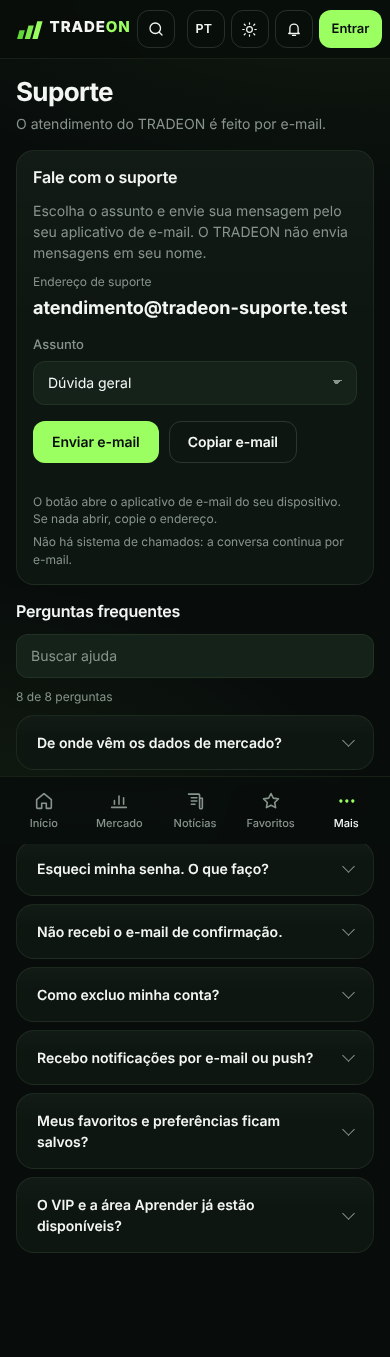 TRADEON
PT
Entrar
Suporte
O atendimento do TRADEON é feito por e-mail.
Fale com o suporte
Escolha o assunto e envie sua mensagem pelo
seu aplicativo de e-mail. O TRADEON não envia
mensagens em seu nome.
Endereço de suporte
atendimento@tradeon-suporte.test
Assunto
Dúvida geral
Enviar e-mail
Copiar e-mail
O botão abre o aplicativo de e-mail do seu dispositivo.
Se nada abrir, copie o endereço.
Não há sistema de chamados: a conversa continua por
e-mail.
Perguntas frequentes
Buscar ajuda
8 de 8 perguntas
De onde vêm os dados de mercado?
Início
Mercado
Notícias
Favoritos
Mais
Esqueci minha senha. O que faço?
Não recebi o e-mail de confirmação.
Como excluo minha conta?
Recebo notificações por e-mail ou push?
Meus favoritos e preferências ficam
salvos?
O VIP e a área Aprender já estão
disponíveis?